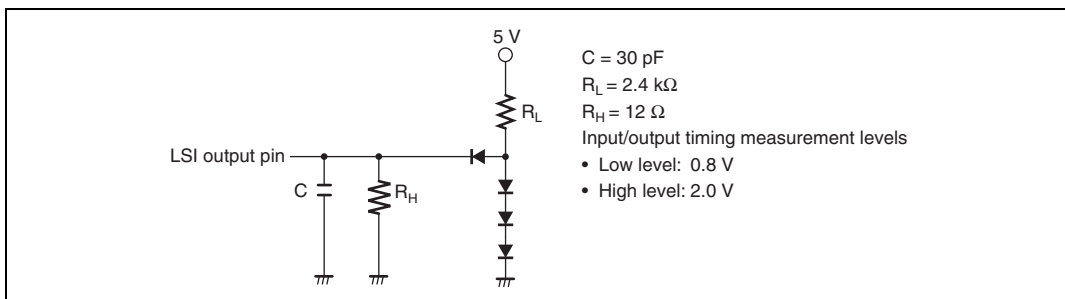 5 V
C = 30 pF
R_L = 2.4 kΩ
R_H = 12 Ω
Input/output timing measurement levels
• Low level: 0.8 V
• High level: 2.0 V
R_L
LSI output pin
C
R_H